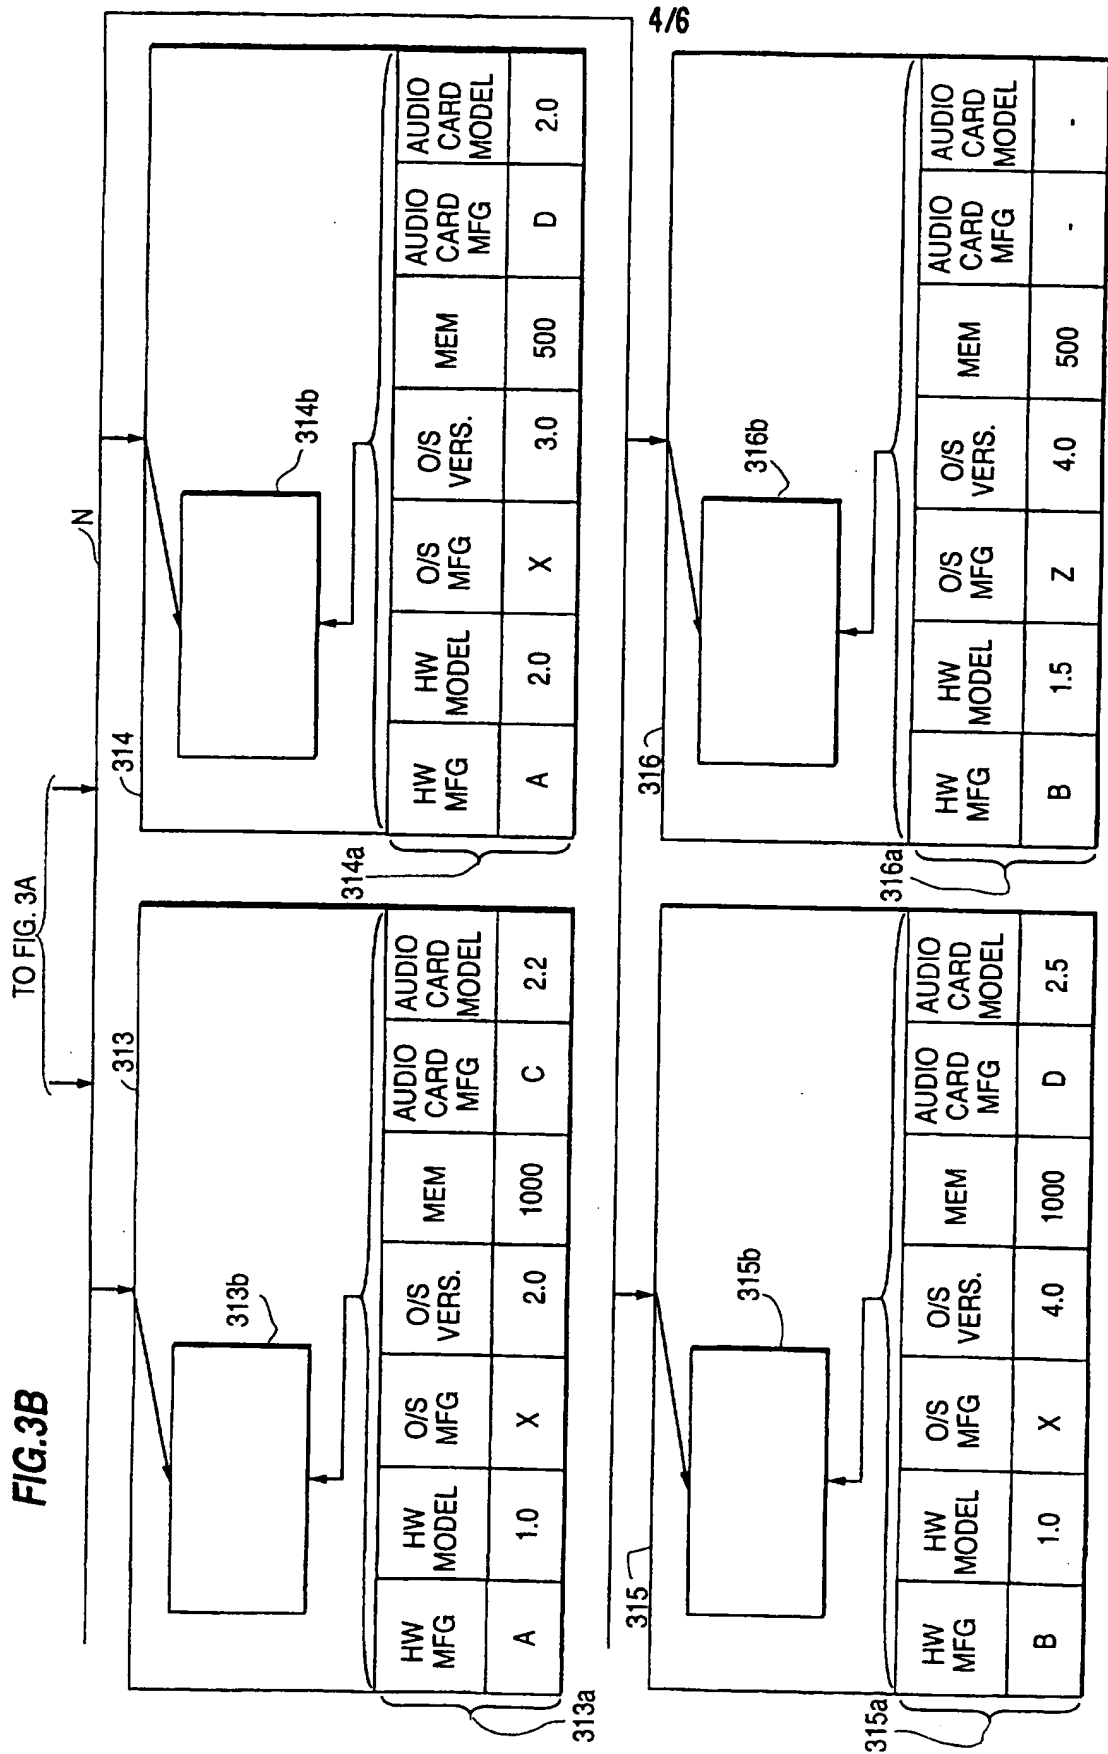 4/6
FIG.3B
TO FIG. 3A
N
313
313b
HW MFG | HW MODEL | O/S MFG | O/S VERS. | MEM | AUDIO CARD MFG | AUDIO CARD MODEL
A | 1.0 | X | 2.0 | 1000 | C | 2.2
313a
314
314b
HW MFG | HW MODEL | O/S MFG | O/S VERS. | MEM | AUDIO CARD MFG | AUDIO CARD MODEL
A | 2.0 | X | 3.0 | 500 | D | 2.0
314a
315
315b
HW MFG | HW MODEL | O/S MFG | O/S VERS. | MEM | AUDIO CARD MFG | AUDIO CARD MODEL
B | 1.0 | X | 4.0 | 1000 | D | 2.5
315a
316
316b
HW MFG | HW MODEL | O/S MFG | O/S VERS. | MEM | AUDIO CARD MFG | AUDIO CARD MODEL
B | 1.5 | Z | 4.0 | 500 | - | -
316a